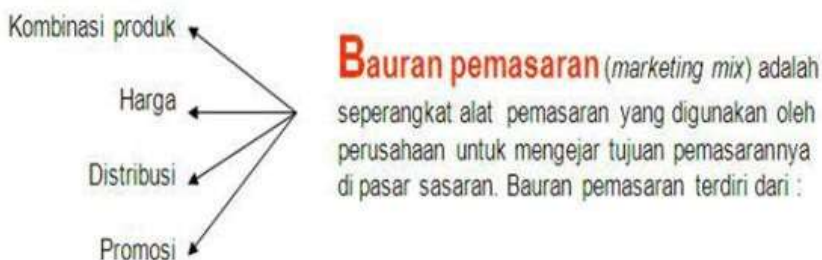 Kombinasi produk
Harga
Distribusi
Promosi
Bauran pemasaran (marketing mix) adalah
seperangkat alat pemasaran yang digunakan oleh
perusahaan untuk mengejar tujuan pemasarannya
di pasar sasaran. Bauran pemasaran terdiri dari :